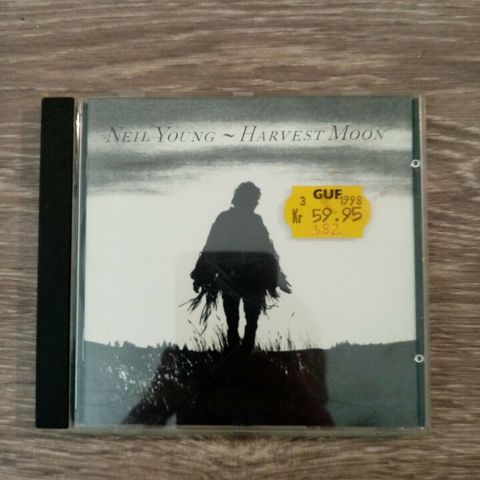 NEIL YOUNG ~ HARVEST MOON
GUF
3 1998
Kr 59.95
382